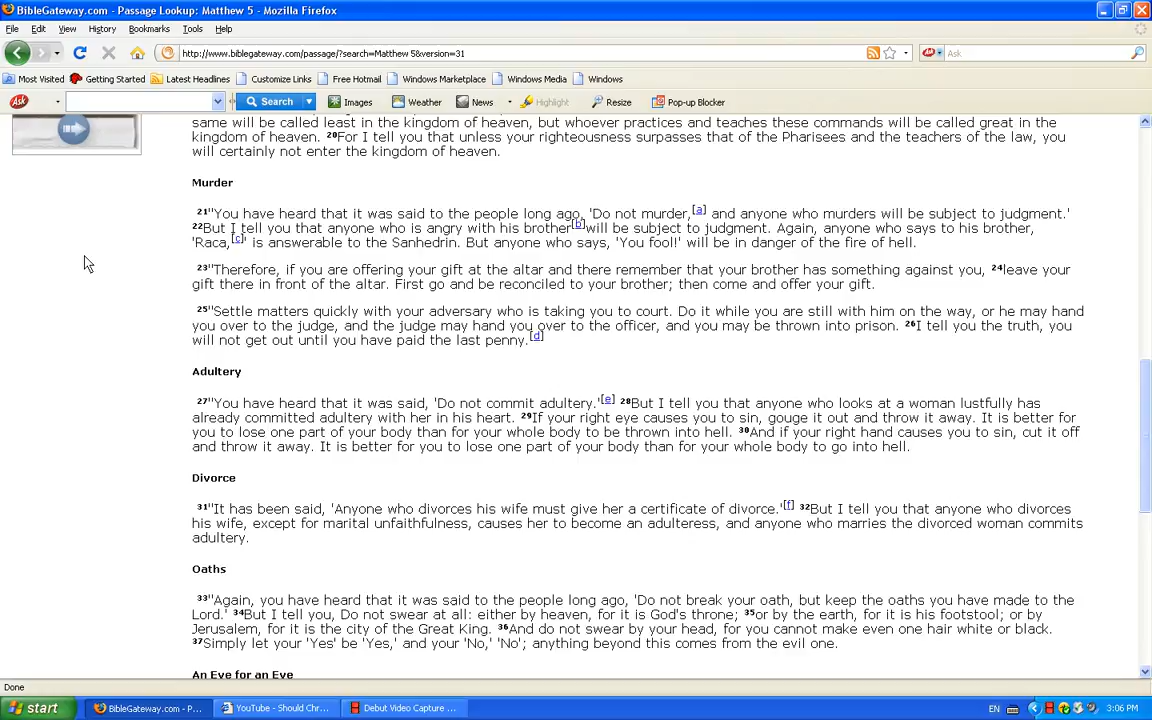 BibleGateway.com - Passage Lookup: Matthew 5 - Mozilla Firefox
File Edit View History Bookmarks Tools Help
http://www.biblegateway.com/passage/?search=Matthew 5&version=31 Ask
Most Visited Getting Started Latest Headlines Customize Links Free Hotmail Windows Marketplace Windows Media Windows
Ask Search Images Weather News Highlight Resize Pop-up Blocker
same will be called least in the kingdom of heaven, but whoever practices and teaches these commands will be called great in the
kingdom of heaven. 20For I tell you that unless your righteousness surpasses that of the Pharisees and the teachers of the law, you
will certainly not enter the kingdom of heaven.
Murder
21"You have heard that it was said to the people long ago, 'Do not murder,[a] and anyone who murders will be subject to judgment.'
22But I tell you that anyone who is angry with his brother[b]will be subject to judgment. Again, anyone who says to his brother,
'Raca,[c]' is answerable to the Sanhedrin. But anyone who says, 'You fool!' will be in danger of the fire of hell.
23"Therefore, if you are offering your gift at the altar and there remember that your brother has something against you, 24leave your
gift there in front of the altar. First go and be reconciled to your brother; then come and offer your gift.
25"Settle matters quickly with your adversary who is taking you to court. Do it while you are still with him on the way, or he may hand
you over to the judge, and the judge may hand you over to the officer, and you may be thrown into prison. 26I tell you the truth, you
will not get out until you have paid the last penny.[d]
Adultery
27"You have heard that it was said, 'Do not commit adultery.'[e] 28But I tell you that anyone who looks at a woman lustfully has
already committed adultery with her in his heart. 29If your right eye causes you to sin, gouge it out and throw it away. It is better for
you to lose one part of your body than for your whole body to be thrown into hell. 30And if your right hand causes you to sin, cut it off
and throw it away. It is better for you to lose one part of your body than for your whole body to go into hell.
Divorce
31"It has been said, 'Anyone who divorces his wife must give her a certificate of divorce.'[f] 32But I tell you that anyone who divorces
his wife, except for marital unfaithfulness, causes her to become an adulteress, and anyone who marries the divorced woman commits
adultery.
Oaths
33"Again, you have heard that it was said to the people long ago, 'Do not break your oath, but keep the oaths you have made to the
Lord.' 34But I tell you, Do not swear at all: either by heaven, for it is God's throne; 35or by the earth, for it is his footstool; or by
Jerusalem, for it is the city of the Great King. 36And do not swear by your head, for you cannot make even one hair white or black.
37Simply let your 'Yes' be 'Yes,' and your 'No,' 'No'; anything beyond this comes from the evil one.
An Eye for an Eye
Done
start BibleGateway.com - P... YouTube - Should Chr... Debut Video Capture ... EN 3:06 PM